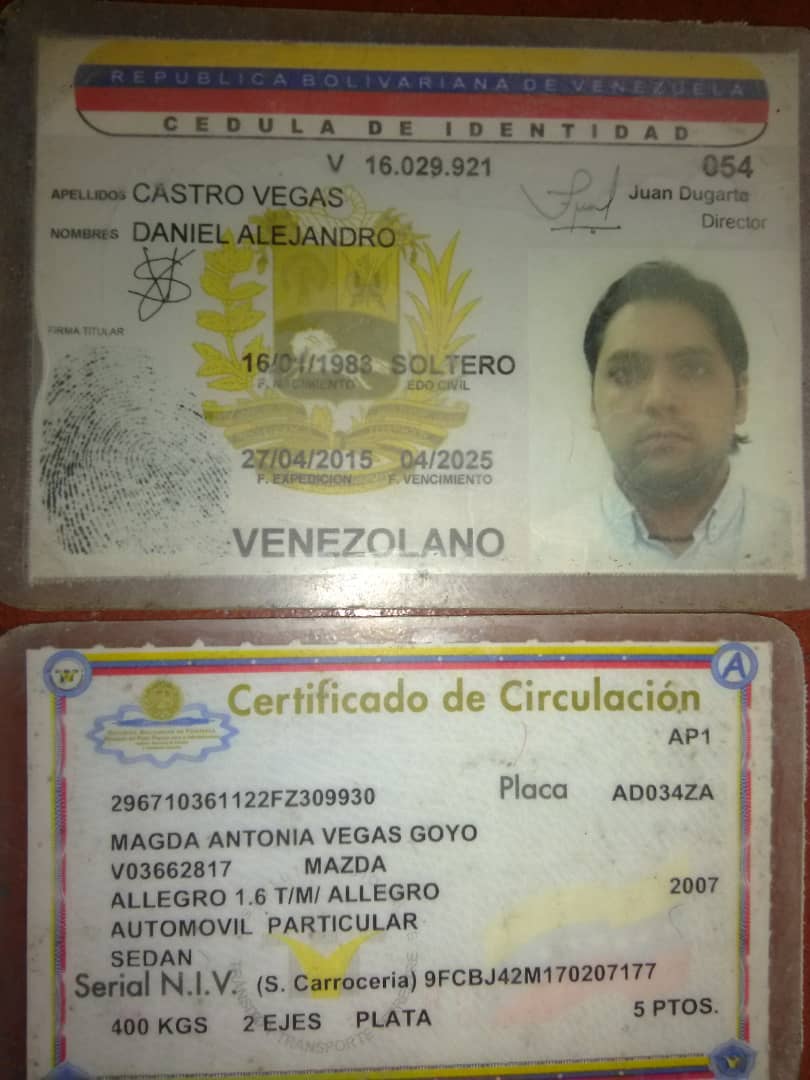 REPUBLICA BOLIVARIANA DE VENEZUELA
CEDULA DE IDENTIDAD
V 16.029.921 054
APELLIDOS CASTRO VEGAS Juan Dugarte
NOMBRES DANIEL ALEJANDRO Director
FIRMA TITULAR
16/01/1983 SOLTERO
F. NACIMIENTO EDO CIVIL
27/04/2015 04/2025
F. EXPEDICION F. VENCIMIENTO
VENEZOLANO
A
Certificado de Circulación
AP1
296710361122FZ309930 Placa AD034ZA
MAGDA ANTONIA VEGAS GOYO
V03662817 MAZDA
ALLEGRO 1.6 T/M/ ALLEGRO 2007
AUTOMOVIL PARTICULAR
SEDAN
Serial N.I.V. (S. Carroceria) 9FCBJ42M170207177
400 KGS 2 EJES PLATA 5 PTOS.